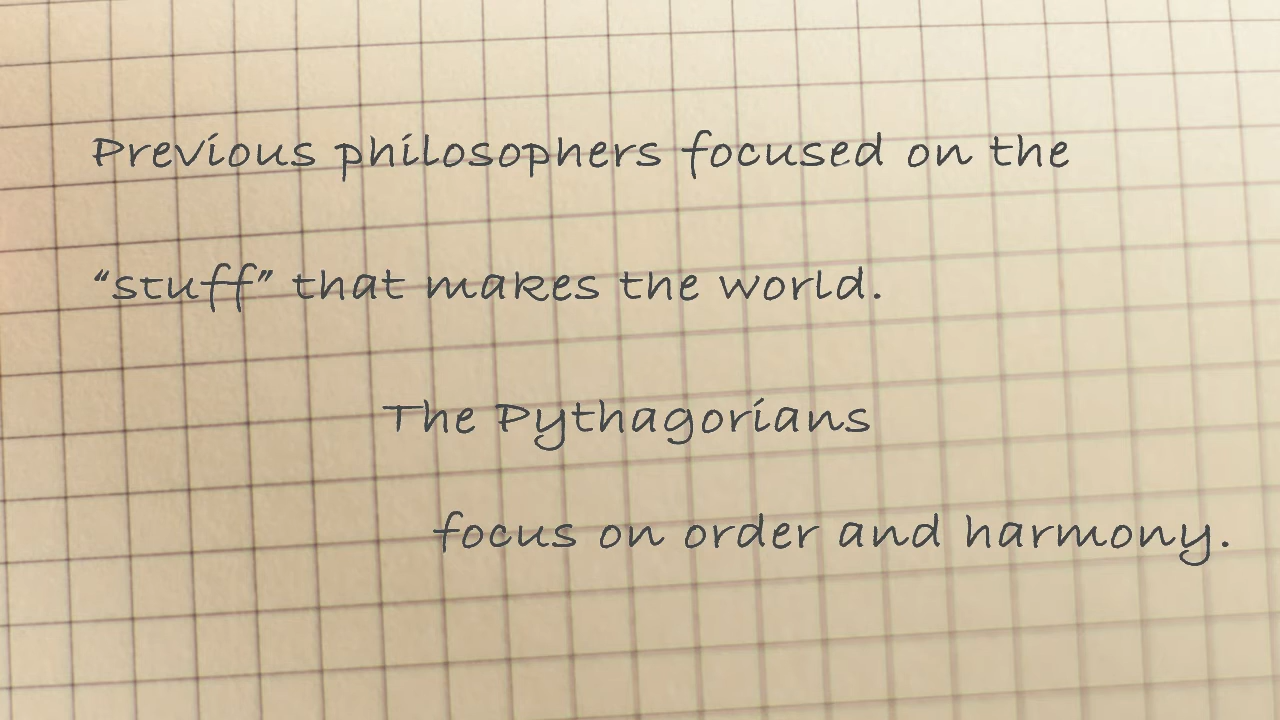 Previous philosophers focused on the
“stuff” that makes the world.
The Pythagorians
focus on order and harmony.